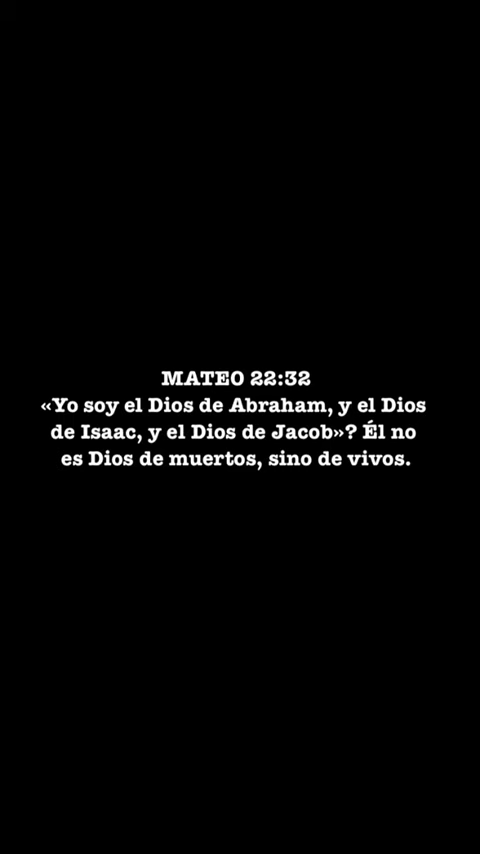 MATEO 22:32
«Yo soy el Dios de Abraham, y el Dios
de Isaac, y el Dios de Jacob»? Él no
es Dios de muertos, sino de vivos.